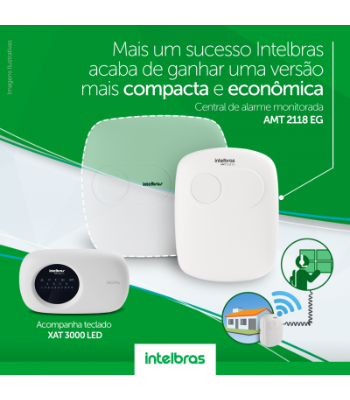 Mais um sucesso Intelbras
acaba de ganhar uma versão
mais compacta e econômica
Central de alarme monitorada
AMT 2118 EG
Imagens Ilustrativas
intelbras
intelbras
intelbras
Acompanha teclado
XAT 3000 LED
intelbras